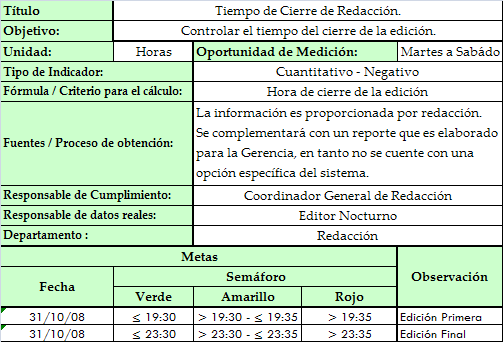 Título Tiempo de Cierre de Redacción.
Objetivo: Controlar el tiempo del cierre de la edición.
Unidad: Horas Oportunidad de Medición: Martes a Sabádo
Tipo de Indicador: Cuantitativo - Negativo
Fórmula / Criterio para el cálculo: Hora de cierre de la edición
Fuentes / Proceso de obtención:
La información es proporcionada por redacción.
Se complementará con un reporte que es elaborado
para la Gerencia, en tanto no se cuente con una
opción específica del sistema.
Responsable de Cumplimiento: Coordinador General de Redacción
Responsable de datos reales: Editor Nocturno
Departamento : Redacción
Metas
Fecha Semáforo Observación
Verde Amarillo Rojo
31/10/08 ≤ 19:30 > 19:30 - ≤ 19:35 > 19:35 Edición Primera
31/10/08 ≤ 23:30 > 23:30 - ≤ 23:35 > 23:35 Edición Final